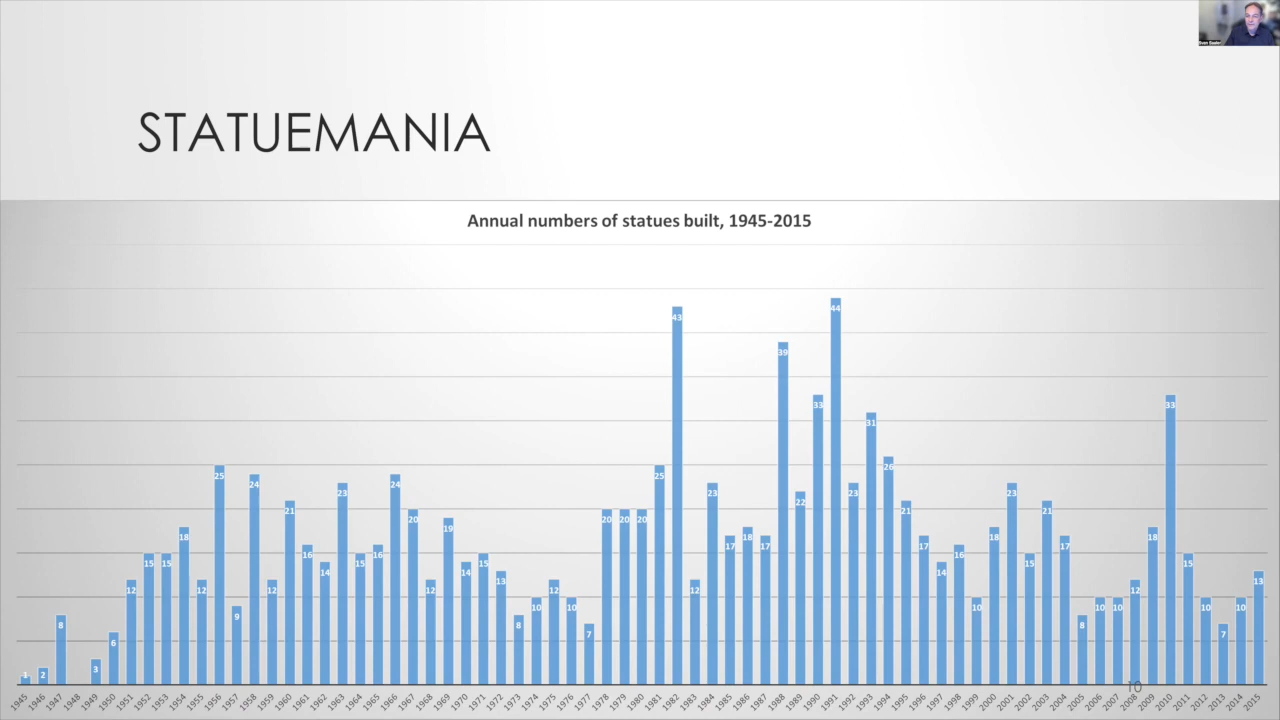 Sven Saaler
STATUEMANIA
Annual numbers of statues built, 1945-2015
1 2 8 3 6 12 15 15 18 12 25 9 24 12 21 16 14 23 15 16 24 20 12 19 14 15 13 8 10 12 10 7 20 20 20 25 43 12 23 17 18 17 39 22 33 44 23 31 26 21 17 14 16 10 18 23 15 21 17 8 10 10 12 18 33 15 10 7 10 13
1945 1946 1947 1948 1949 1950 1951 1952 1953 1954 1955 1956 1957 1958 1959 1960 1961 1962 1963 1964 1965 1966 1967 1968 1969 1970 1971 1972 1973 1974 1975 1976 1977 1978 1979 1980 1981 1982 1983 1984 1985 1986 1987 1988 1989 1990 1991 1992 1993 1994 1995 1996 1997 1998 1999 2000 2001 2002 2003 2004 2005 2006 2007 2008 2009 2010 2011 2012 2013 2014 2015
10